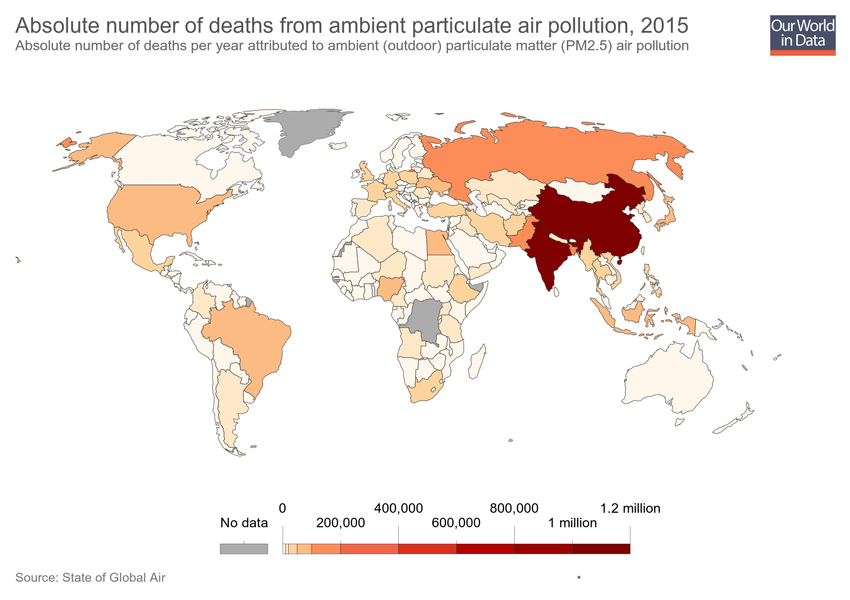 Absolute number of deaths from ambient particulate air pollution, 2015
Absolute number of deaths per year attributed to ambient (outdoor) particulate matter (PM2.5) air pollution
Our World
in Data
0 400,000 800,000 1.2 million
No data 200,000 600,000 1 million
Source: State of Global Air